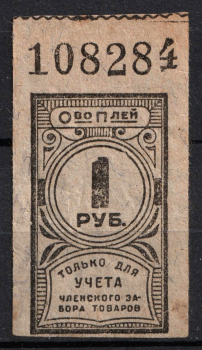 108284
ОвоПлей
1
РУБ.
ТОЛЬКО ДЛЯ
УЧЕТА
ЧЛЕНСКОГО ЗА-
БОРА ТОВАРОВ